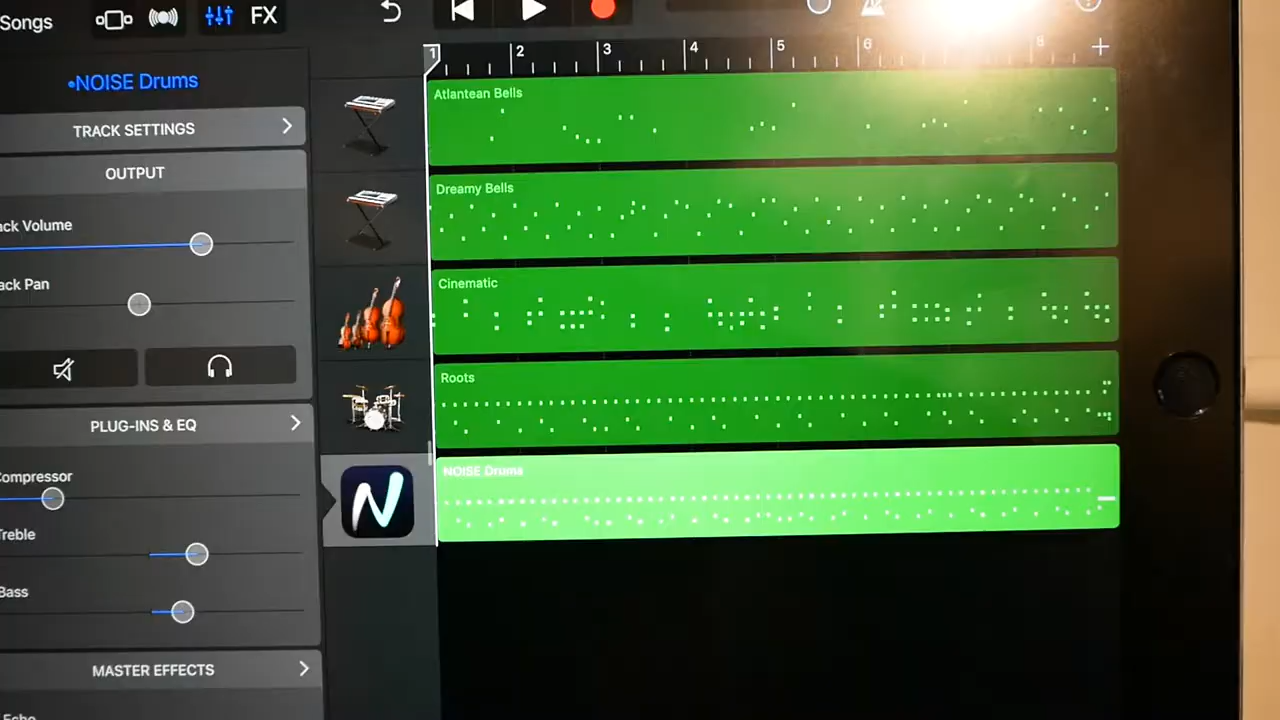 Songs
FX
1 2 3 4 5 6 8
•NOISE Drums
TRACK SETTINGS
OUTPUT
ack Volume
ack Pan
PLUG-INS & EQ
Compressor
Treble
Bass
MASTER EFFECTS
Echo
Atlantean Bells
Dreamy Bells
Cinematic
Roots
NOISE Drums